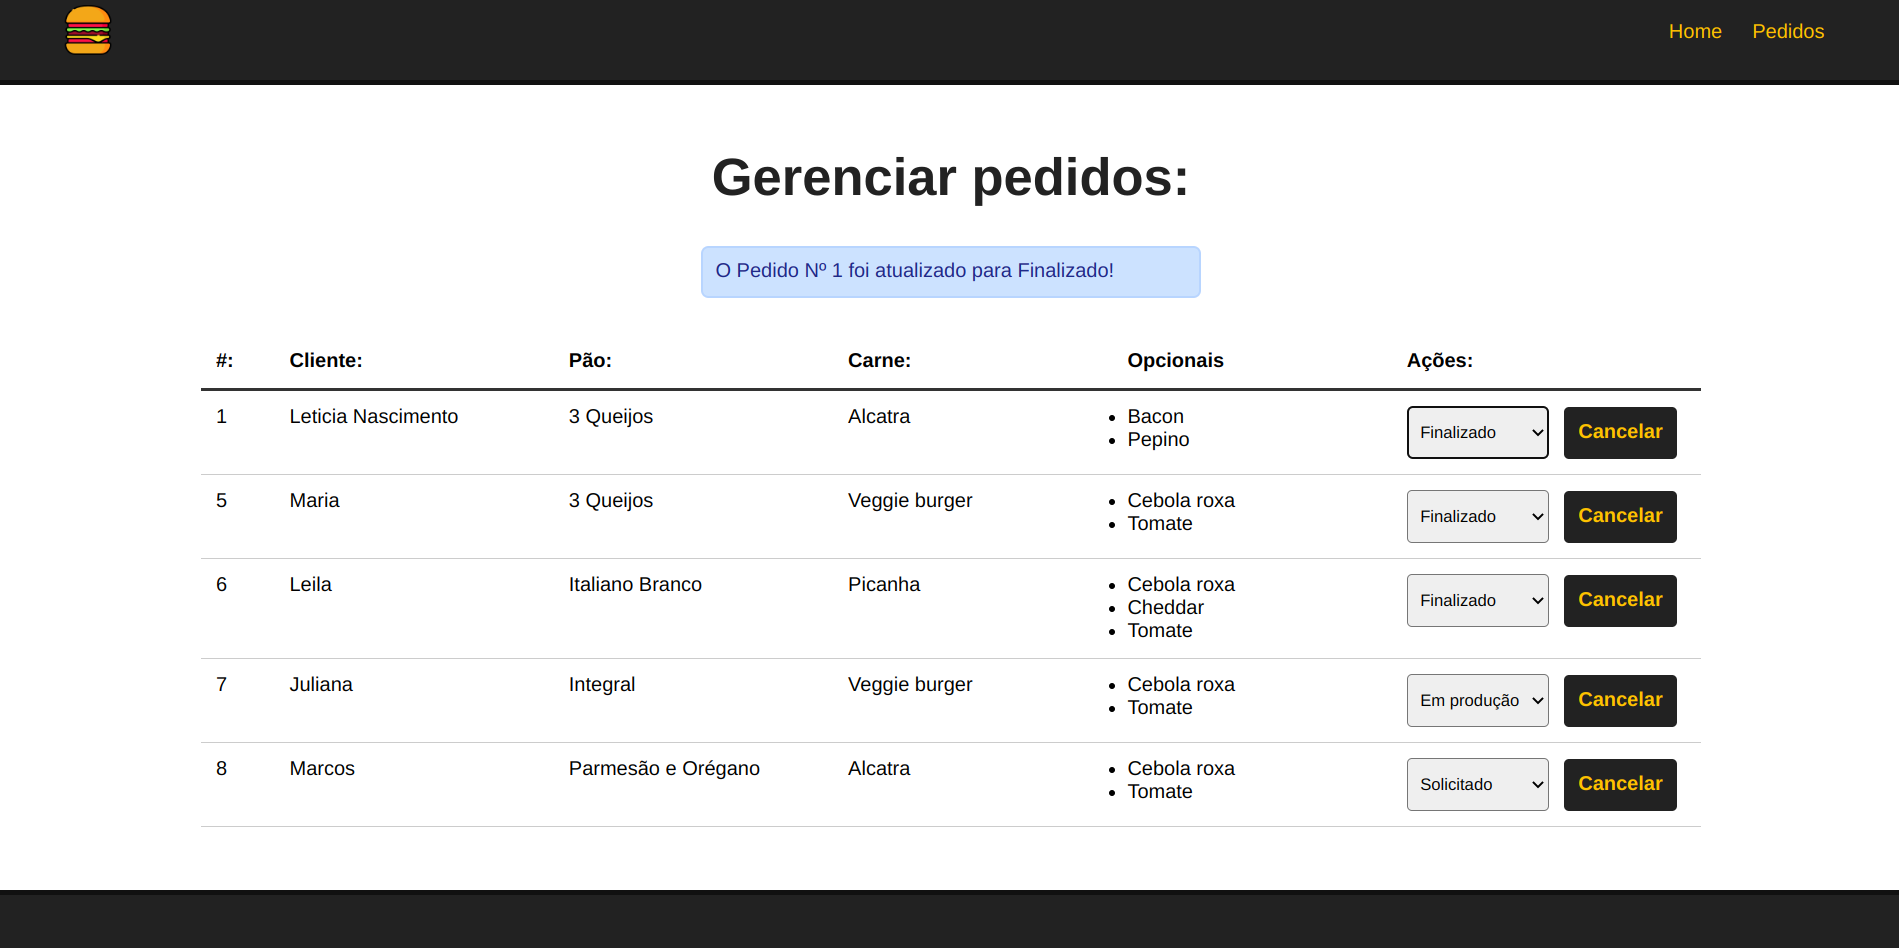 Home Pedidos
Gerenciar pedidos:
O Pedido Nº 1 foi atualizado para Finalizado!
#: Cliente: Pão: Carne: Opcionais Ações:
1 Leticia Nascimento 3 Queijos Alcatra Bacon Finalizado Cancelar
Pepino
5 Maria 3 Queijos Veggie burger Cebola roxa Finalizado Cancelar
Tomate
6 Leila Italiano Branco Picanha Cebola roxa Finalizado Cancelar
Cheddar
Tomate
7 Juliana Integral Veggie burger Cebola roxa Em produção Cancelar
Tomate
8 Marcos Parmesão e Orégano Alcatra Cebola roxa Solicitado Cancelar
Tomate